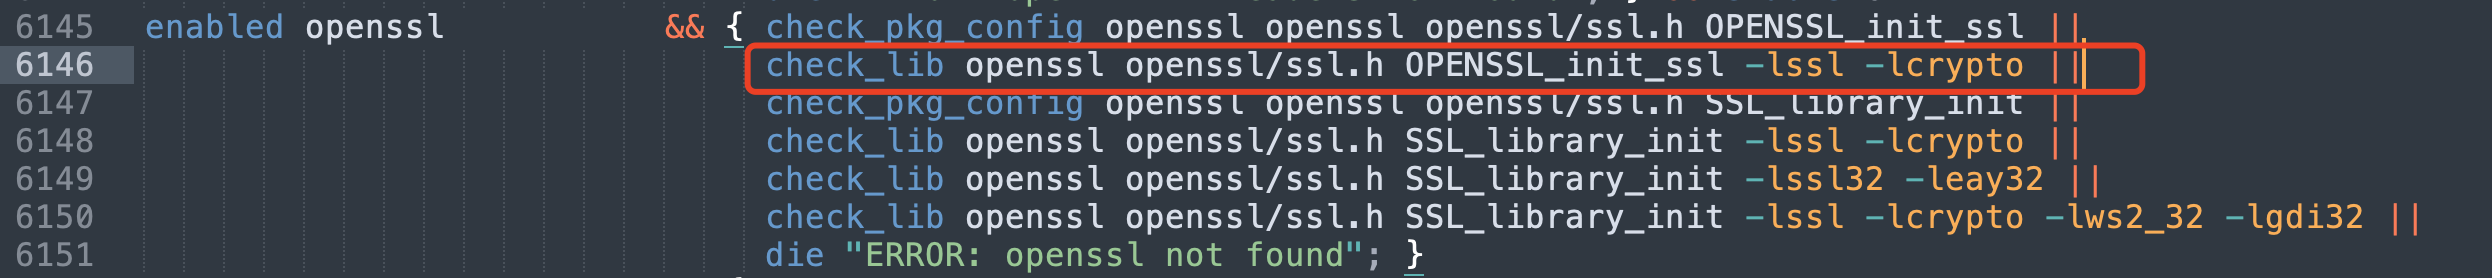 6145 enabled openssl && { check_pkg_config openssl openssl openssl/ssl.h OPENSSL_init_ssl ||
6146 check_lib openssl openssl/ssl.h OPENSSL_init_ssl -lssl -lcrypto ||
6147 check_pkg_config openssl openssl openssl/ssl.h SSL_library_init ||
6148 check_lib openssl openssl/ssl.h SSL_library_init -lssl -lcrypto ||
6149 check_lib openssl openssl/ssl.h SSL_library_init -lssl32 -leay32 ||
6150 check_lib openssl openssl/ssl.h SSL_library_init -lssl -lcrypto -lws2_32 -lgdi32 ||
6151 die "ERROR: openssl not found"; }